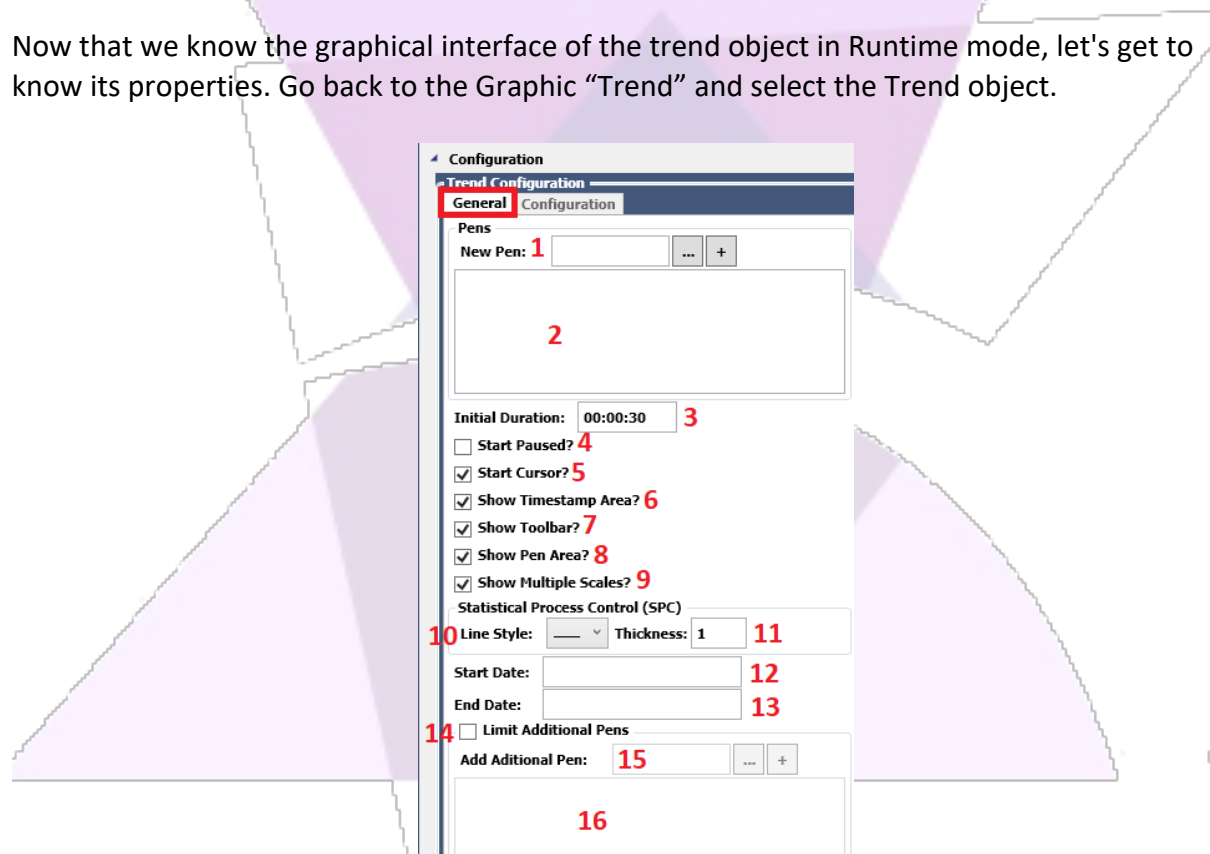 Now that we know the graphical interface of the trend object in Runtime mode, let's get to
know its properties. Go back to the Graphic “Trend” and select the Trend object.
Configuration
Trend Configuration
General Configuration
Pens
New Pen: 1 ... +
2
Initial Duration: 00:00:30 3
Start Paused? 4
Start Cursor? 5
Show Timestamp Area? 6
Show Toolbar? 7
Show Pen Area? 8
Show Multiple Scales? 9
Statistical Process Control (SPC)
10 Line Style: Thickness: 1 11
Start Date: 12
End Date: 13
14 Limit Additional Pens
Add Aditional Pen: 15 ... +
16